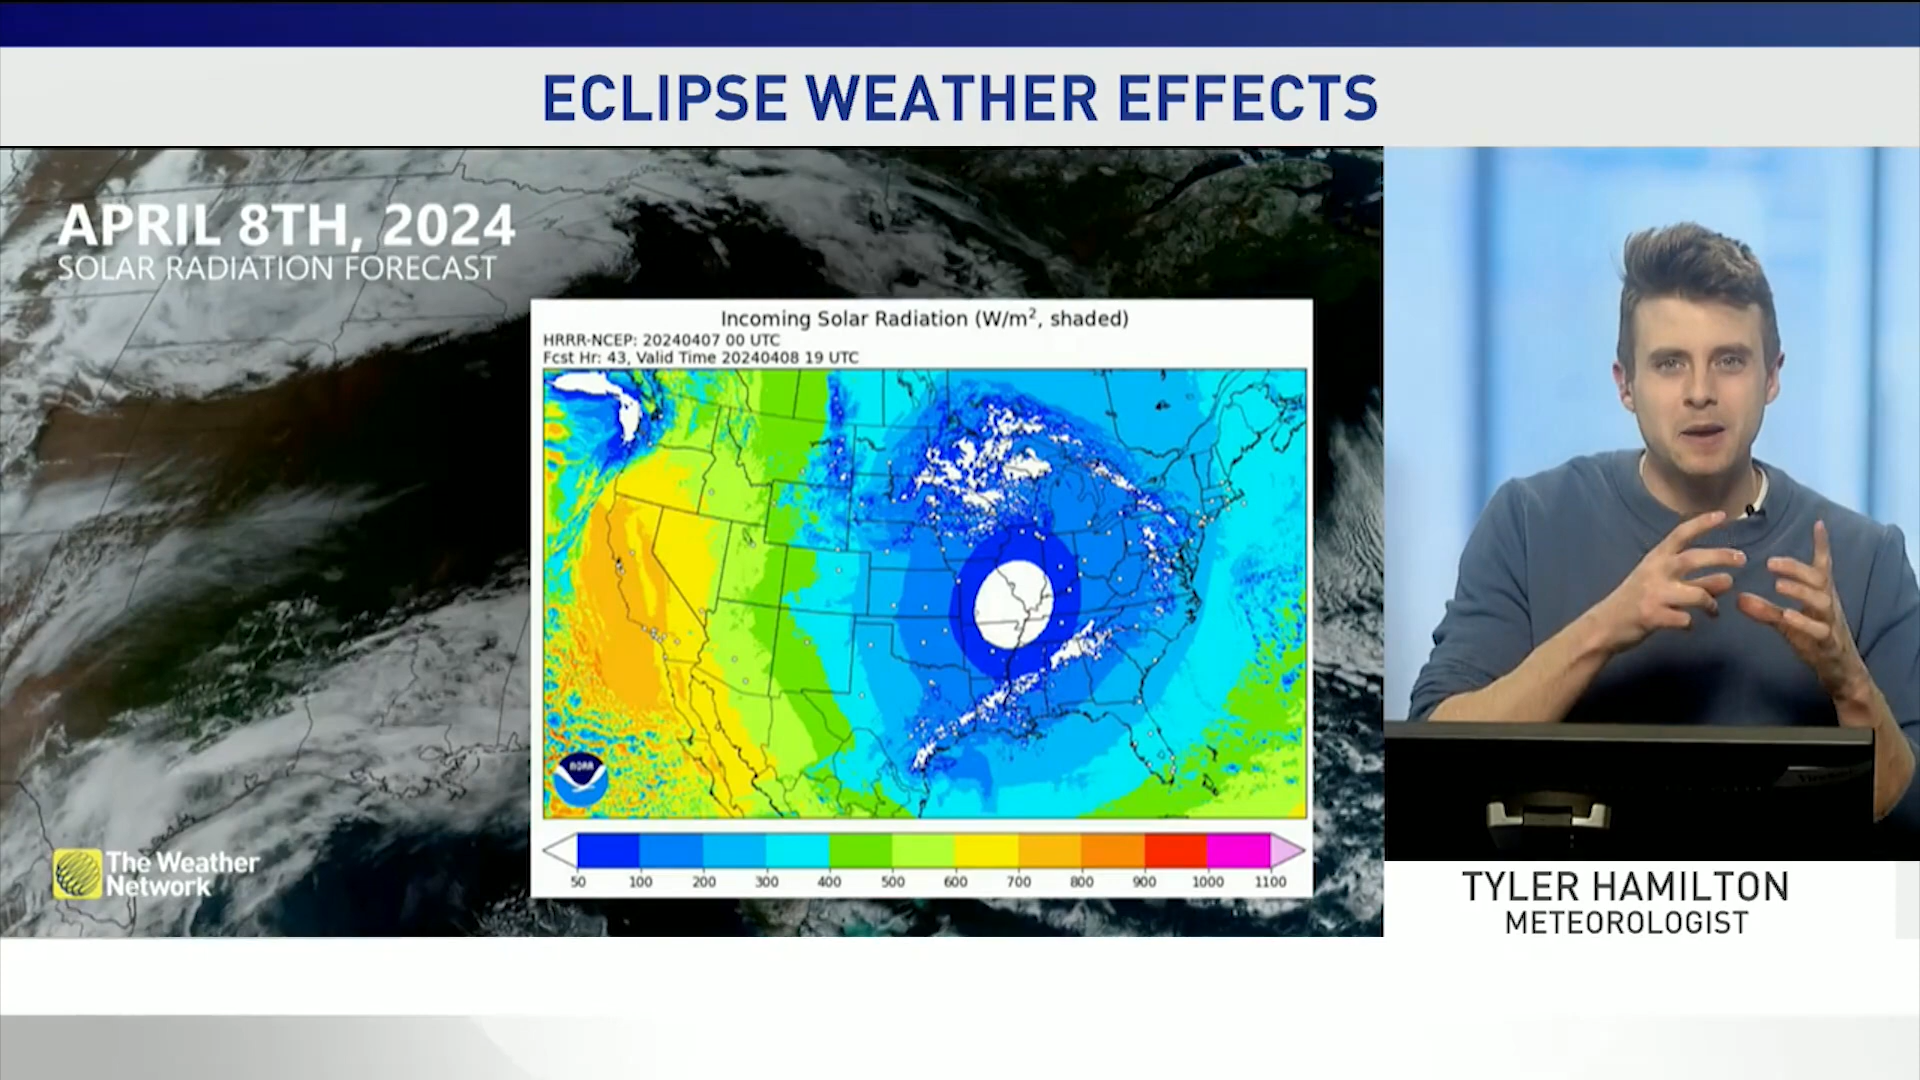 ECLIPSE WEATHER EFFECTS
APRIL 8TH, 2024
SOLAR RADIATION FORECAST
Incoming Solar Radiation (W/m², shaded)
HRRR-NCEP: 20240407 00 UTC
Fcst Hr: 43, Valid Time 20240408 19 UTC
NOAA
50 100 200 300 400 500 600 700 800 900 1000 1100
The Weather
Network
TYLER HAMILTON
METEOROLOGIST